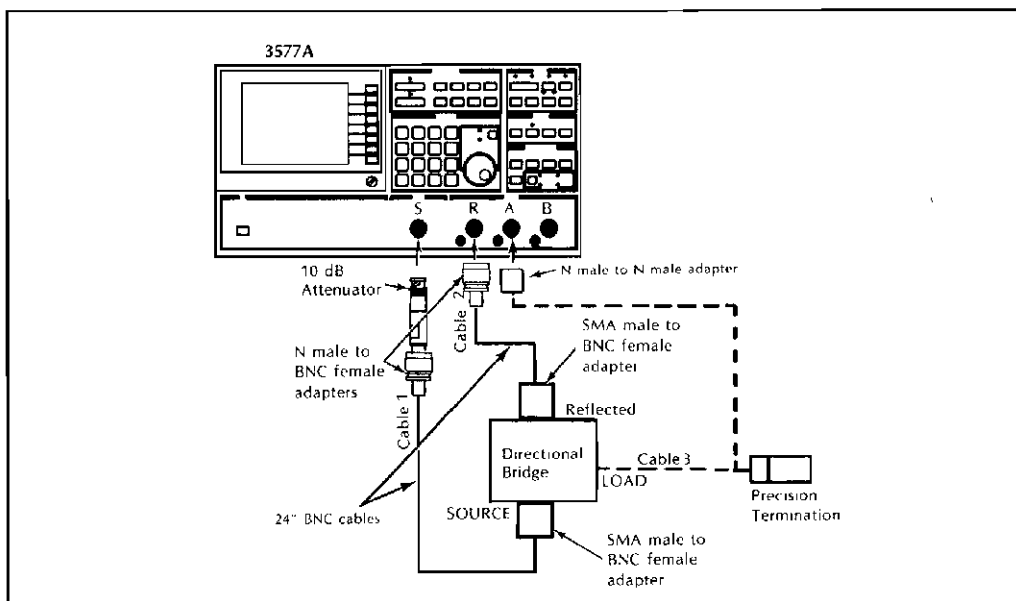 3577A
S R A B
10 dB
Attenuator
N male to N male adapter
Cable 2
SMA male to
BNC female
adapter
N male to
BNC female
adapters
Cable 1
Reflected
Directional
Bridge
Cable 3
LOAD
Precision
Termination
24" BNC cables
SOURCE
SMA male to
BNC female
adapter